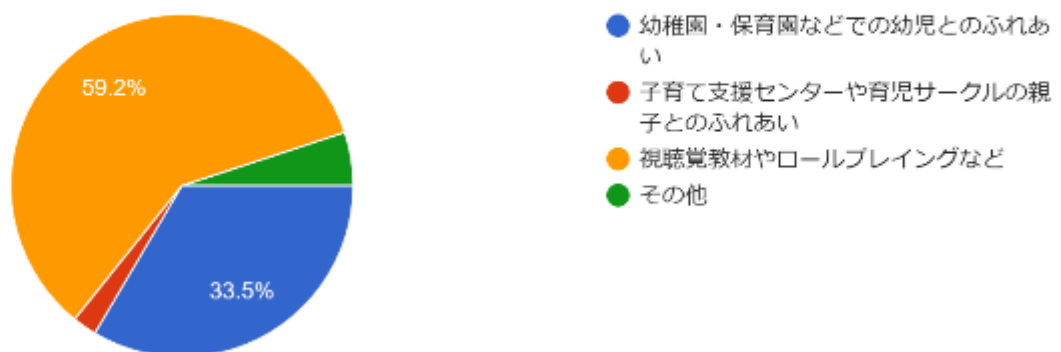 59.2%
33.5%
幼稚園・保育園などでの幼児とのふれあ
い
子育て支援センターや育児サークルの親
子とのふれあい
視聴覚教材やロールプレイングなど
その他